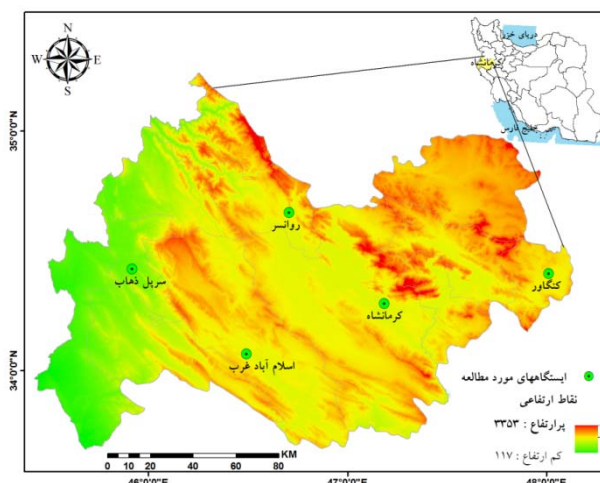 N
W E
S
دریای خزر
کرمانشاه
خلیج فارس
35°0'0"N
34°0'0"N
روانسر
سرپل ذهاب
کنگاور
کرمانشاه
اسلام آباد غرب
ایستگاههای مورد مطالعه
نقاط ارتفاعی
پرارتفاع : ۳۳۵۳
کم ارتفاع : ۱۱۷
KM
0 20 40 60 80
46°0'0"E 47°0'0"E 48°0'0"E